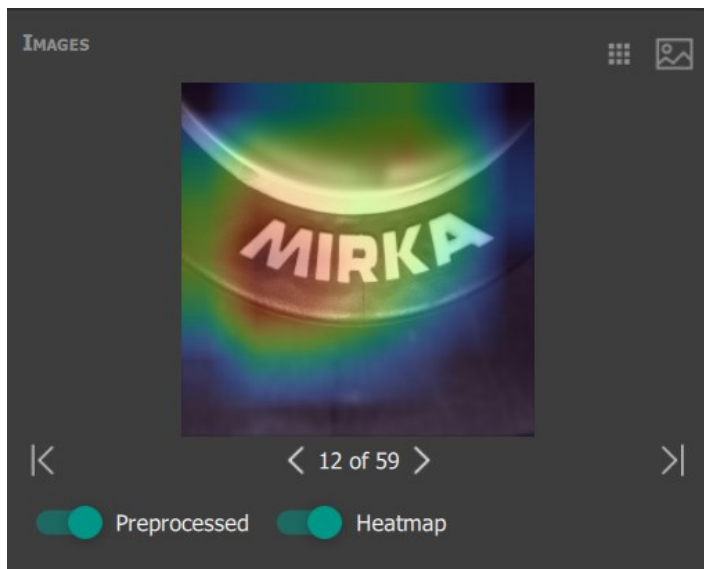 IMAGES
MIRKA
12 of 59
Preprocessed
Heatmap